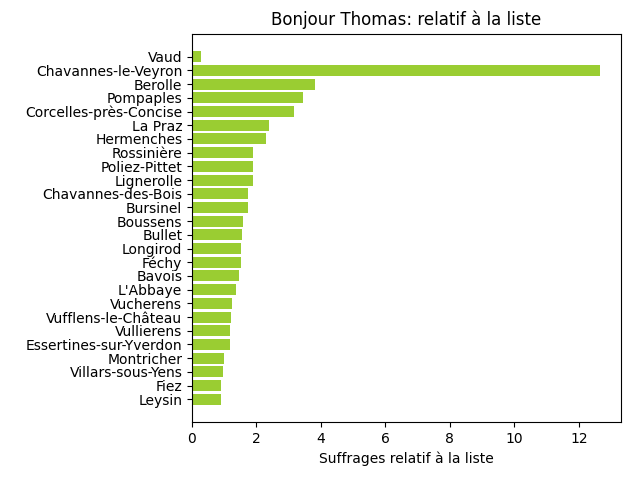 Bonjour Thomas: relatif à la liste
Vaud
Chavannes-le-Veyron
Berolle
Pompaples
Corcelles-près-Concise
La Praz
Hermenches
Rossinière
Poliez-Pittet
Lignerolle
Chavannes-des-Bois
Bursinel
Boussens
Bullet
Longirod
Féchy
Bavois
L'Abbaye
Vucherens
Vufflens-le-Château
Vullierens
Essertines-sur-Yverdon
Montricher
Villars-sous-Yens
Fiez
Leysin
0 2 4 6 8 10 12
Suffrages relatif à la liste